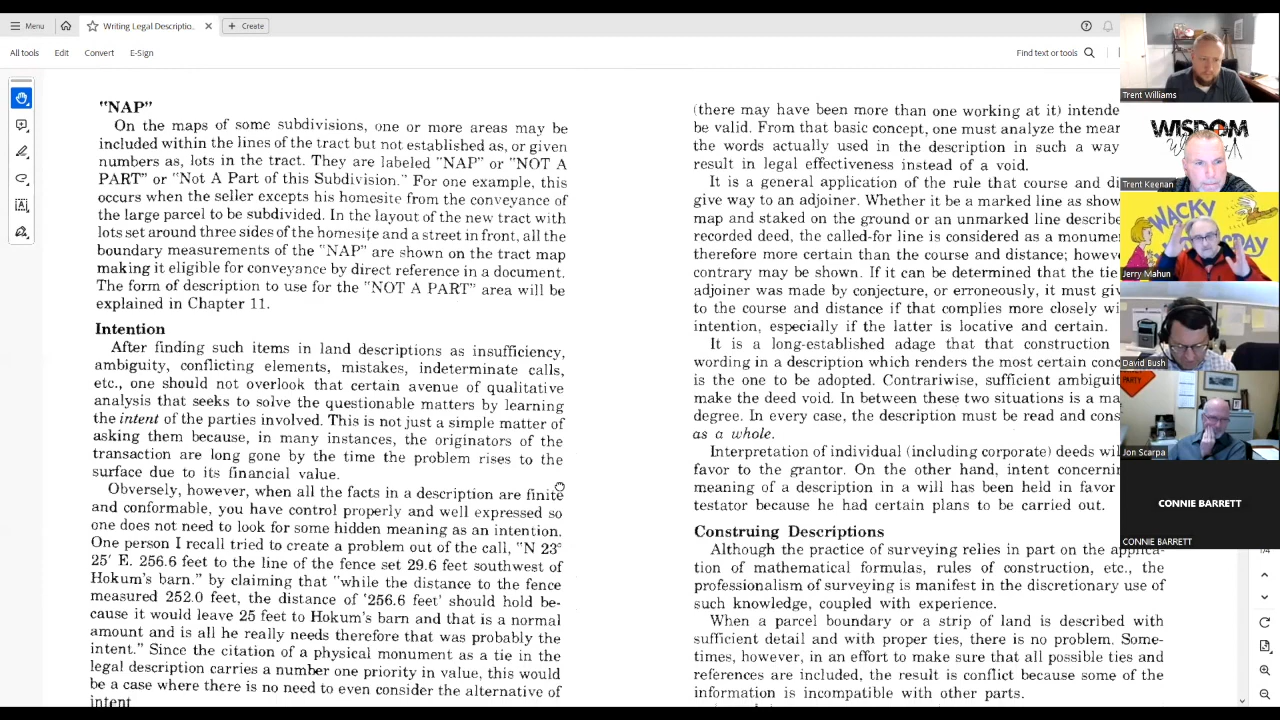 Menu
Writing Legal Descriptio..
Create
All tools
Edit
Convert
E-Sign
Find text or tools
"NAP"
On the maps of some subdivisions, one or more areas may be
included within the lines of the tract but not established as, or given
numbers as, lots in the tract. They are labeled "NAP" or "NOT A
PART" or "Not A Part of this Subdivision." For one example, this
occurs when the seller excepts his homesite from the conveyance of
the large parcel to be subdivided. In the layout of the new tract with
lots set around three sides of the homesite and a street in front, all the
boundary measurements of the "NAP" are shown on the tract map
making it eligible for conveyance by direct reference in a document.
The form of description to use for the "NOT A PART" area will be
explained in Chapter 11.
Intention
After finding such items in land descriptions as insufficiency,
ambiguity, conflicting elements, mistakes, indeterminate calls,
etc., one should not overlook that certain avenue of qualitative
analysis that seeks to solve the questionable matters by learning
the intent of the parties involved. This is not just a simple matter of
asking them because, in many instances, the originators of the
transaction are long gone by the time the problem rises to the
surface due to its financial value.
Obversely, however, when all the facts in a description are finite
and conformable, you have control properly and well expressed so
one does not need to look for some hidden meaning as an intention.
One person I recall tried to create a problem out of the call, "N 23°
25' E. 256.6 feet to the line of the fence set 29.6 feet southwest of
Hokum's barn." by claiming that "while the distance to the fence
measured 252.0 feet, the distance of '256.6 feet' should hold be-
cause it would leave 25 feet to Hokum's barn and that is a normal
amount and is all he really needs therefore that was probably the
intent." Since the citation of a physical monument as a tie in the
legal description carries a number one priority in value, this would
be a case where there is no need to even consider the alternative of
intent
(there may have been more than one working at it) intende
be valid. From that basic concept, one must analyze the mear
the words actually used in the description in such a way
result in legal effectiveness instead of a void.
It is a general application of the rule that course and di
give way to an adjoiner. Whether it be a marked line as show
map and staked on the ground or an unmarked line describe
recorded deed, the called-for line is considered as a monume
therefore more certain than the course and distance; howev
contrary may be shown. If it can be determined that the tie
adjoiner was made by conjecture, or erroneously, it must giv
to the course and distance if that complies more closely wi
intention, especially if the latter is locative and certain.
It is a long-established adage that that construction
wording in a description which renders the most certain conc
is the one to be adopted. Contrariwise, sufficient ambiguit
make the deed void. In between these two situations is a ma
degree. In every case, the description must be read and cons
as a whole.
Interpretation of individual (including corporate) deeds wil
favor to the grantor. On the other hand, intent concernin
meaning of a description in a will has been held in favor
testator because he had certain plans to be carried out.
Construing Descriptions
Although the practice of surveying relies in part on the applica-
tion of mathematical formulas, rules of construction, etc., the
professionalism of surveying is manifest in the discretionary use of
such knowledge, coupled with experience.
When a parcel boundary or a strip of land is described with
sufficient detail and with proper ties, there is no problem. Some-
times, however, in an effort to make sure that all possible ties and
references are included, the result is conflict because some of the
information is incompatible with other parts.
Trent Williams
WISDOM
Trent Keenan
WACKY
Jerry Mahun
David Bush
PARTY
Jon Scarpa
CONNIE BARRETT
CONNIE BARRETT